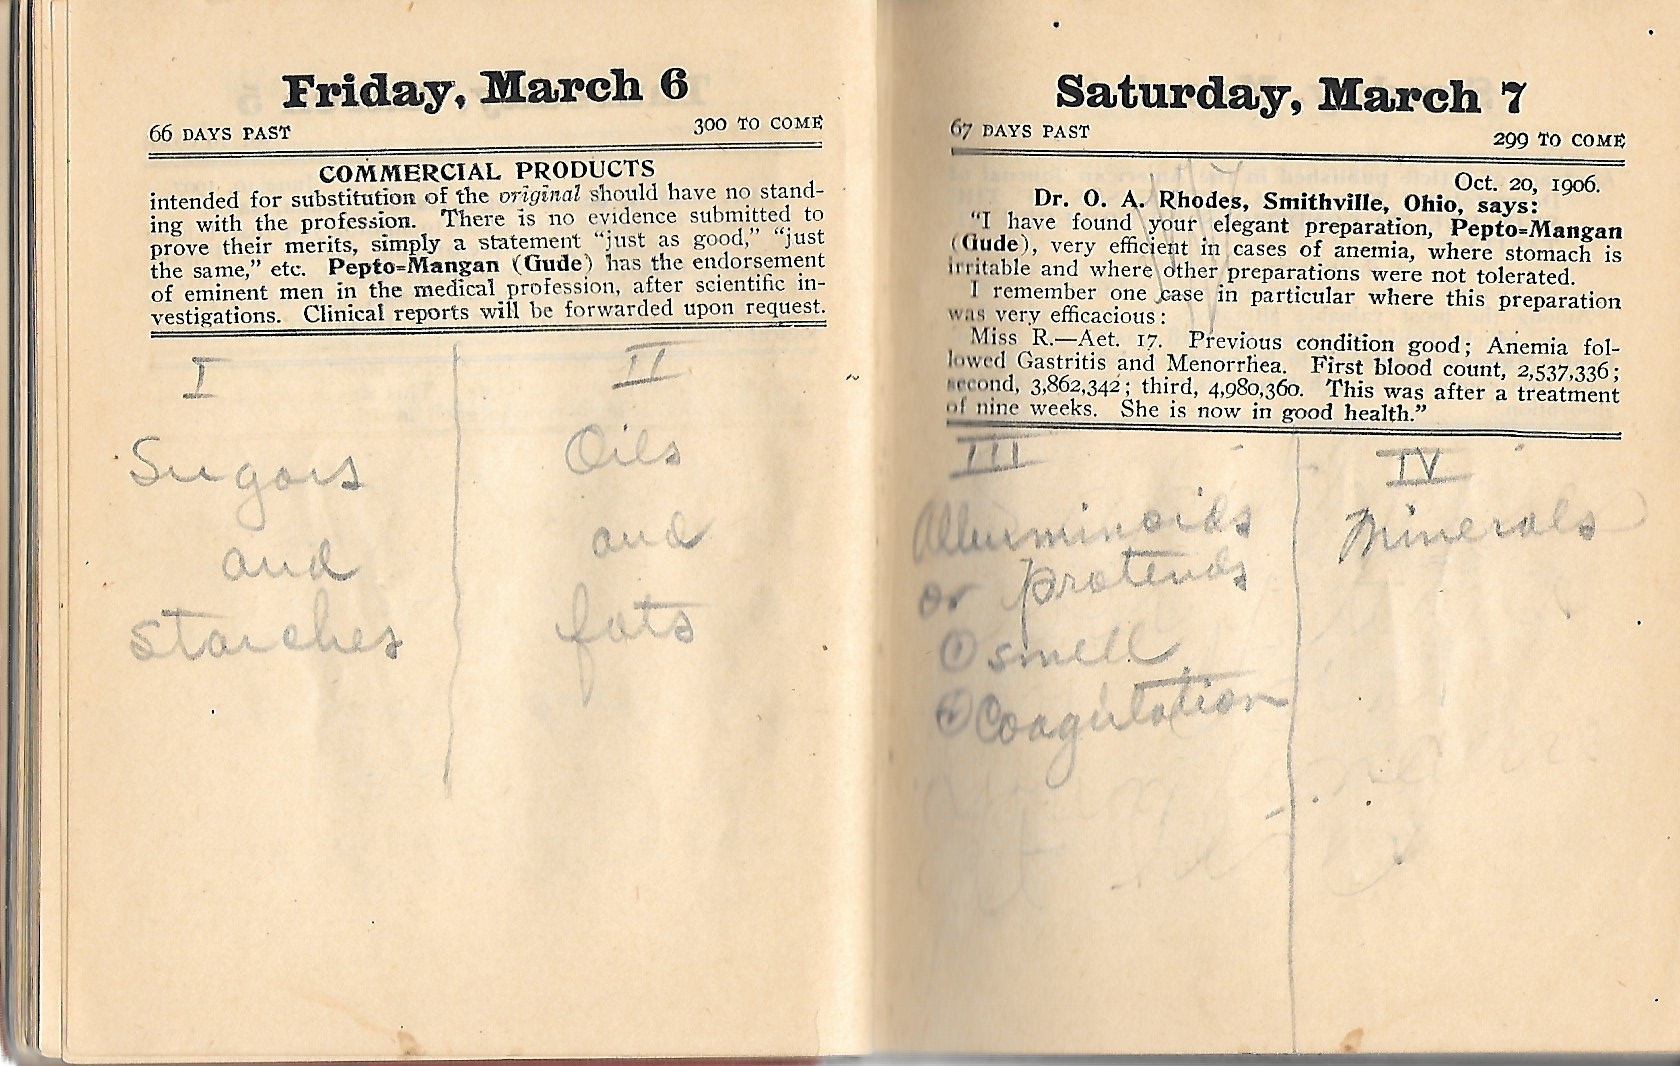 Friday, March 6
66 DAYS PAST 300 TO COME
COMMERCIAL PRODUCTS
intended for substitution of the original should have no stand-
ing with the profession. There is no evidence submitted to
prove their merits, simply a statement “just as good,” “just
the same,” etc. Pepto=Mangan (Gude) has the endorsement
of eminent men in the medical profession, after scientific in-
vestigations. Clinical reports will be forwarded upon request.
I
Sugars
and
starches
II
Oils
and
fats
Saturday, March 7
67 DAYS PAST 299 TO COME
Oct. 20, 1906.
Dr. O. A. Rhodes, Smithville, Ohio, says:
“I have found your elegant preparation, Pepto=Mangan
(Gude), very efficient in cases of anemia, where stomach is
irritable and where other preparations were not tolerated.
I remember one case in particular where this preparation
was very efficacious:
Miss R.—Aet. 17. Previous condition good; Anemia fol-
lowed Gastritis and Menorrhea. First blood count, 2,537,336;
second, 3,862,342; third, 4,980,360. This was after a treatment
of nine weeks. She is now in good health.”
III
Albuminoids
or proteids
① smell
② Coagulation
IV
Minerals